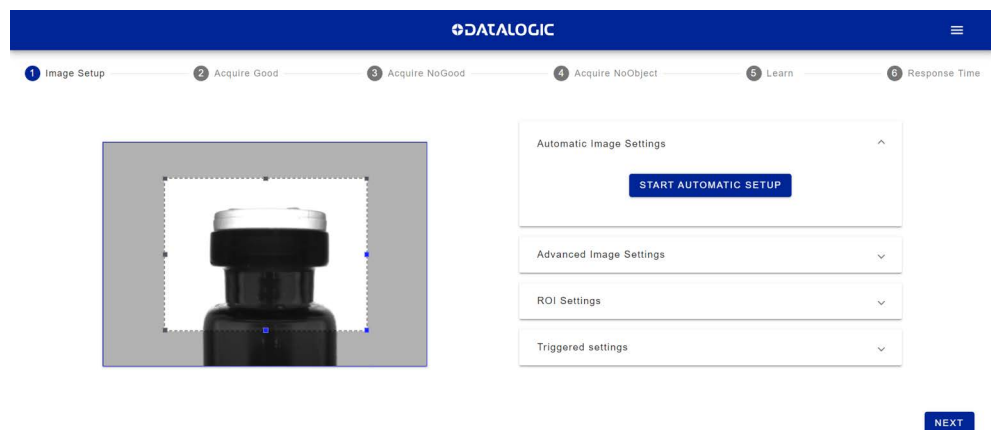 DATALOGIC
1 Image Setup 2 Acquire Good 3 Acquire NoGood 4 Acquire NoObject 5 Learn 6 Response Time
Automatic Image Settings
START AUTOMATIC SETUP
Advanced Image Settings
ROI Settings
Triggered settings
NEXT